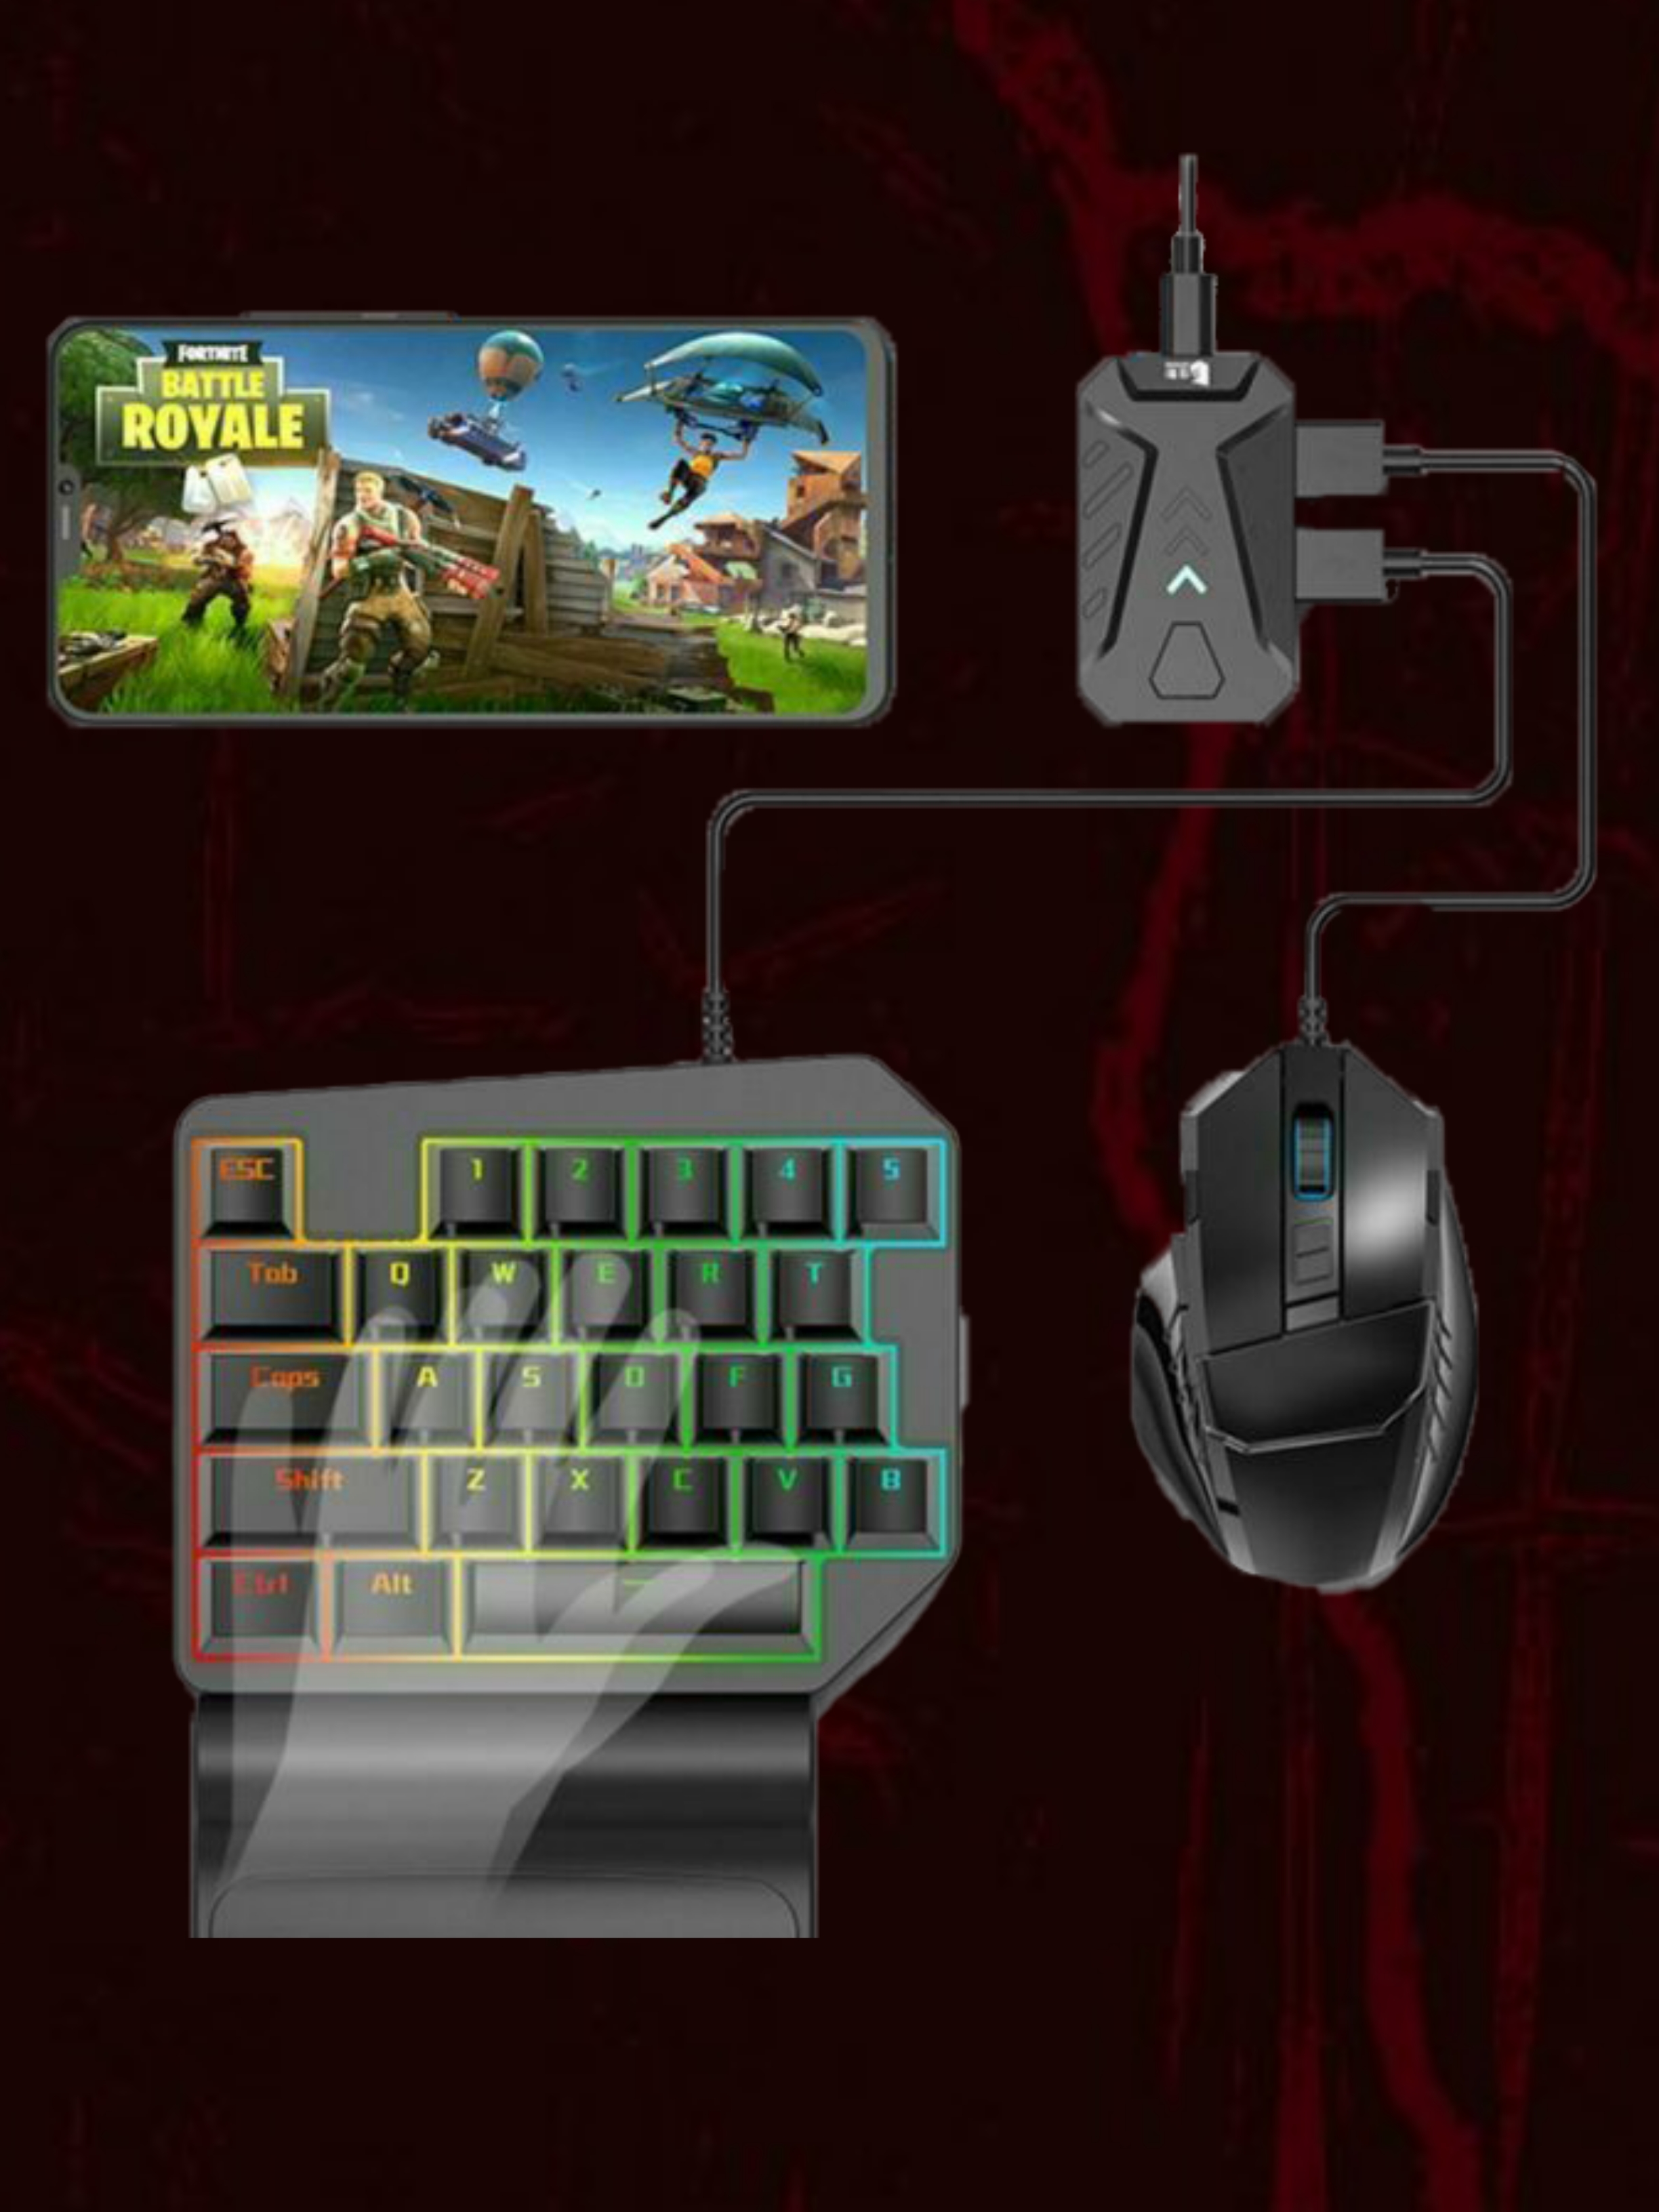 FORTNITE
BATTLE
ROYALE
ESC 1 2 3 4 5
Tab Q W E R T
Caps A S D F G
Shift Z X C V B
Ctrl Alt